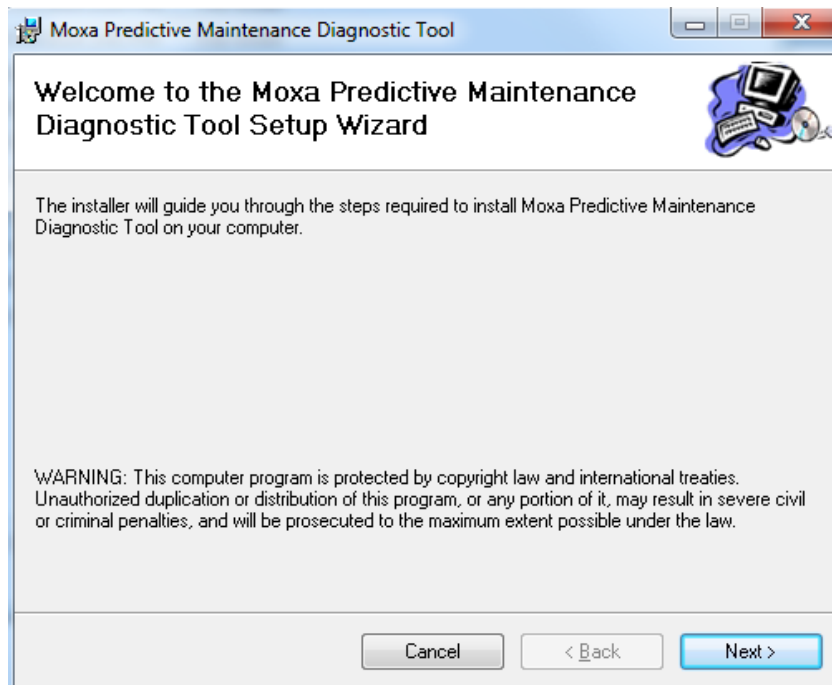 Moxa Predictive Maintenance Diagnostic Tool
Welcome to the Moxa Predictive Maintenance
Diagnostic Tool Setup Wizard
The installer will guide you through the steps required to install Moxa Predictive Maintenance
Diagnostic Tool on your computer.
WARNING: This computer program is protected by copyright law and international treaties.
Unauthorized duplication or distribution of this program, or any portion of it, may result in severe civil
or criminal penalties, and will be prosecuted to the maximum extent possible under the law.
Cancel
< Back
Next >